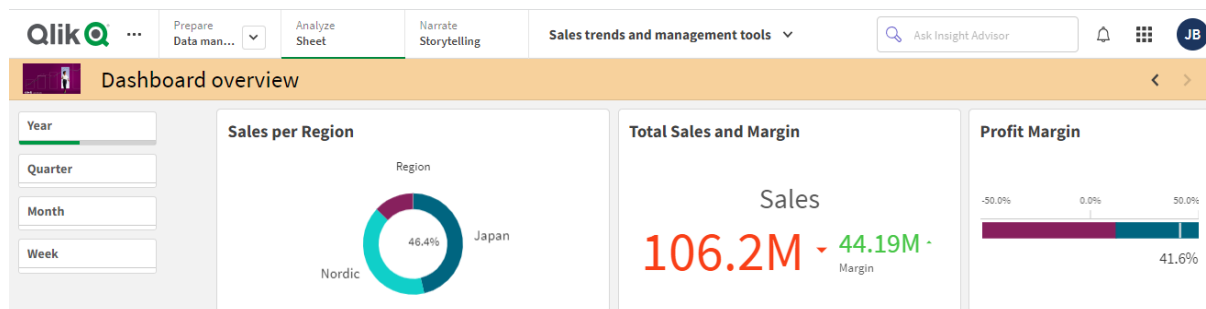 Qlik
Prepare
Data man...
Analyze
Sheet
Narrate
Storytelling
Sales trends and management tools
Ask Insight Advisor
JB
Dashboard overview
Year
Quarter
Month
Week
Sales per Region
Region
46.4%
Japan
Nordic
Total Sales and Margin
Sales
106.2M
44.19M
Margin
Profit Margin
-50.0% 0.0% 50.0%
41.6%